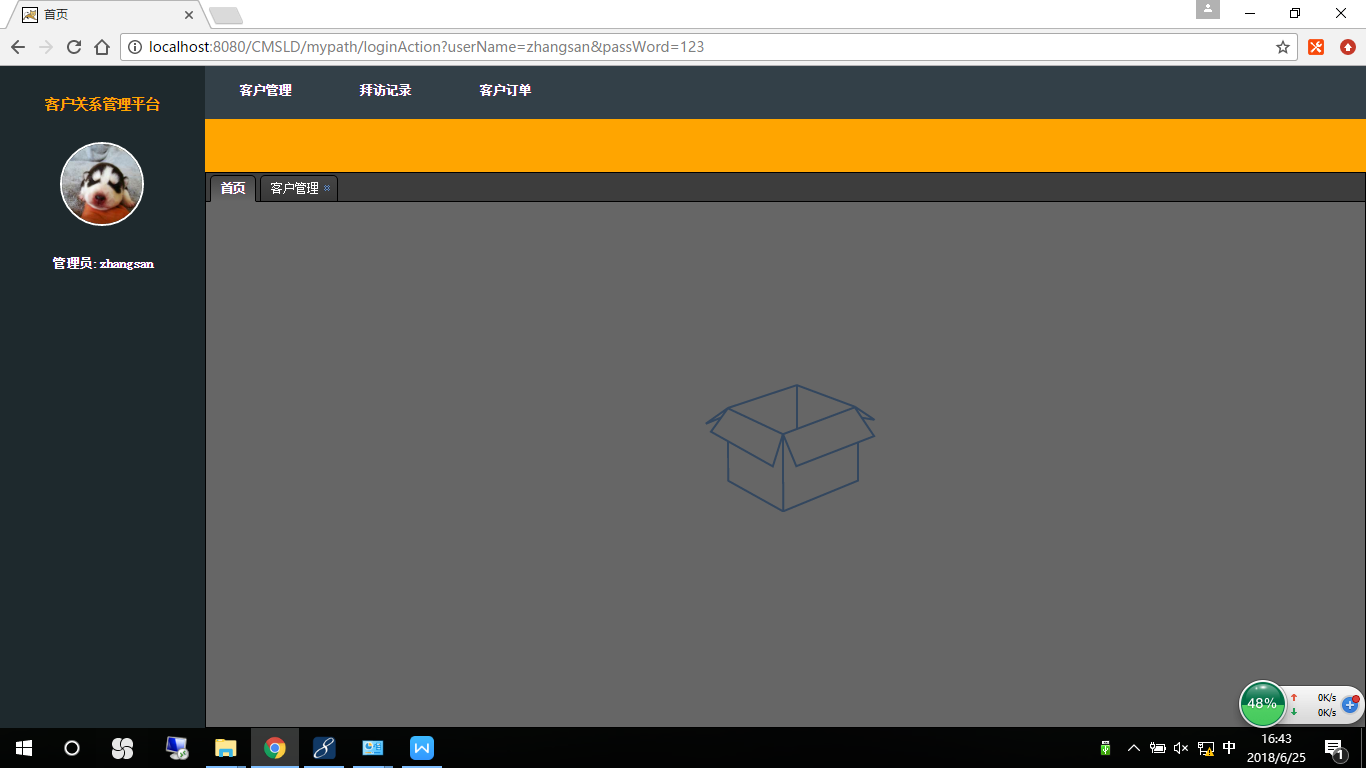 首页
localhost:8080/CMSLD/mypath/loginAction?userName=zhangsan&passWord=123
客户关系管理平台
管理员: zhangsan
客户管理 拜访记录 客户订单
首页 客户管理
48% 0K/s
0K/s
中 16:43
2018/6/25
1